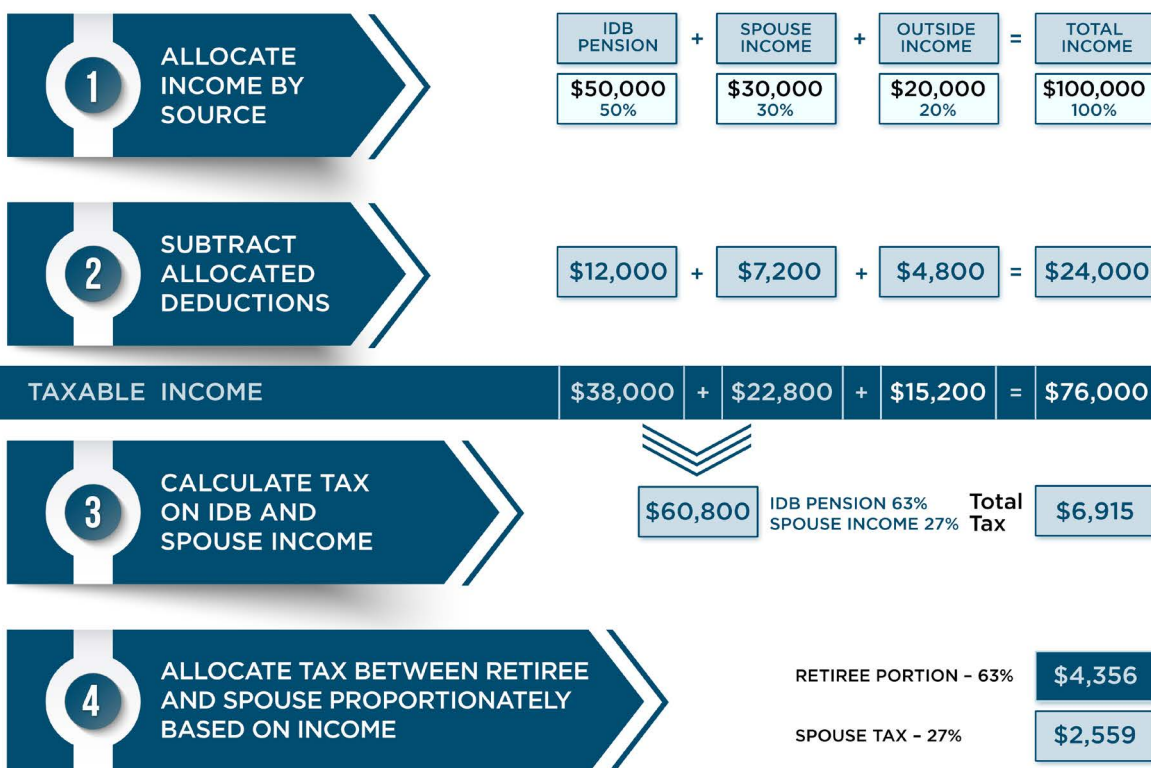 1
ALLOCATE
INCOME BY
SOURCE
IDB
PENSION
+
SPOUSE
INCOME
+
OUTSIDE
INCOME
=
TOTAL
INCOME
$50,000
50%
$30,000
30%
$20,000
20%
$100,000
100%
2
SUBTRACT
ALLOCATED
DEDUCTIONS
$12,000 + $7,200 + $4,800 = $24,000
TAXABLE INCOME $38,000 + $22,800 + $15,200 = $76,000
3
CALCULATE TAX
ON IDB AND
SPOUSE INCOME
$60,800
IDB PENSION 63%
SPOUSE INCOME 27%
Total
Tax
$6,915
4
ALLOCATE TAX BETWEEN RETIREE
AND SPOUSE PROPORTIONATELY
BASED ON INCOME
RETIREE PORTION – 63% $4,356
SPOUSE TAX – 27% $2,559